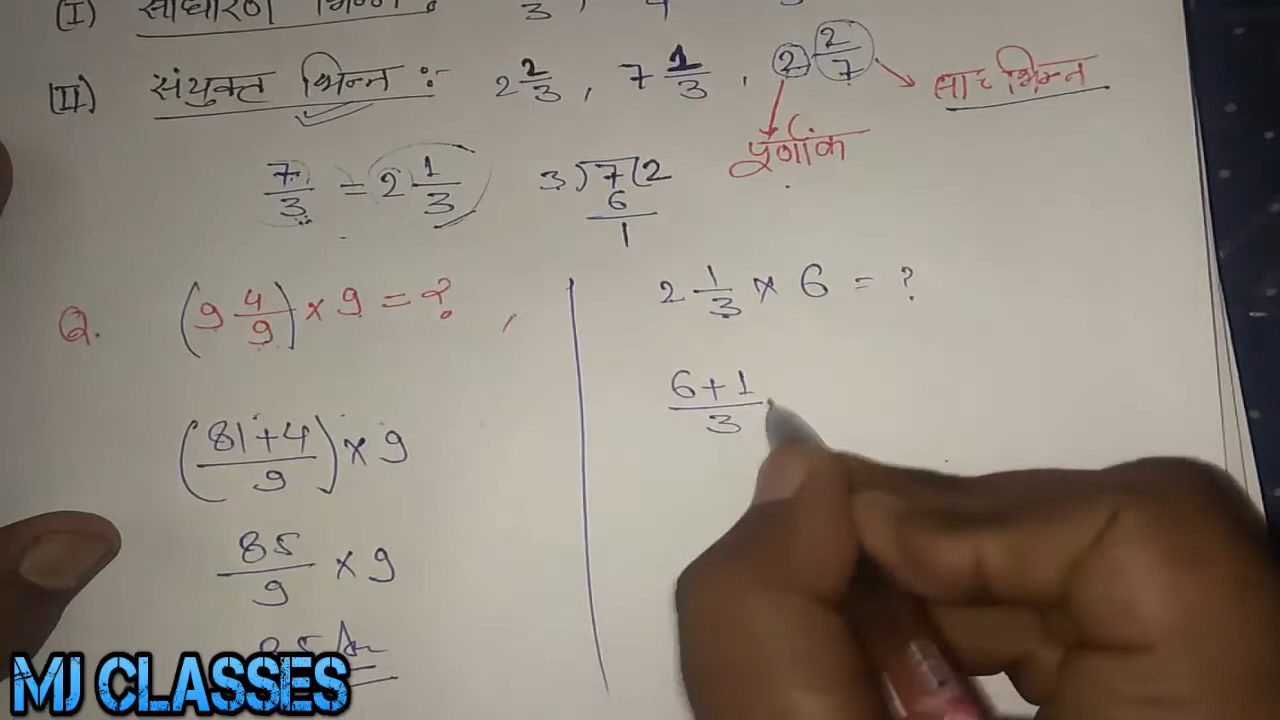 (I) साधारण भिन्न :
(II) संयुक्त भिन्न :- 2 2/3 , 7 1/3 , 2 2/7 → सा॰ भिन्न
पूर्णांक
7/3 = 2 1/3 3)7(2
6
1
Q. (9 4/9) × 9 = ? ,
(81+4/9) × 9
85/9 × 9
85 Ans
2 1/3 × 6 = ?
6+1/3
MJ CLASSES